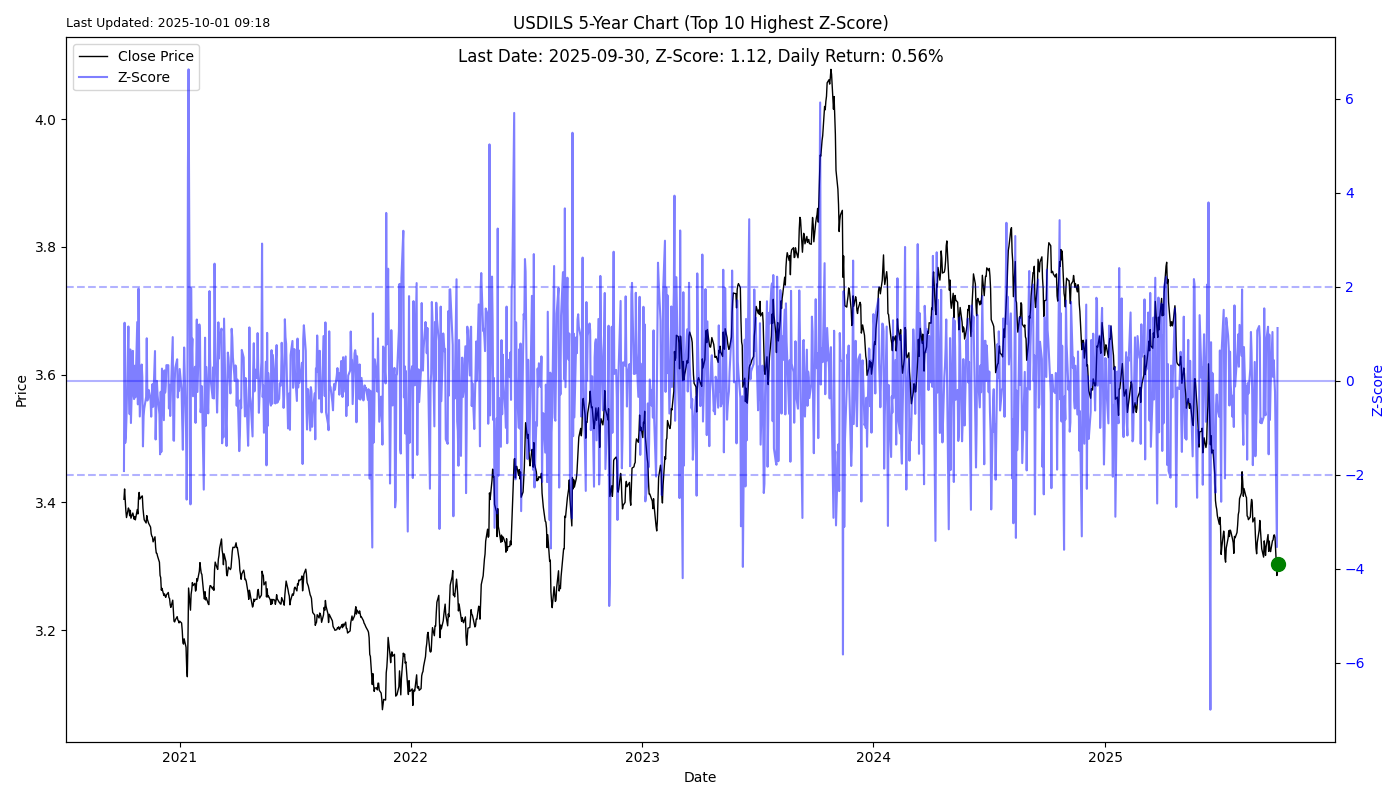 Last Updated: 2025-10-01 09:18
USDILS 5-Year Chart (Top 10 Highest Z-Score)
Last Date: 2025-09-30, Z-Score: 1.12, Daily Return: 0.56%
Close Price
Z-Score
Price
4.0
3.8
3.6
3.4
3.2
6
4
2
0
−2
−4
−6
Z-Score
2021
2022
2023
2024
2025
Date